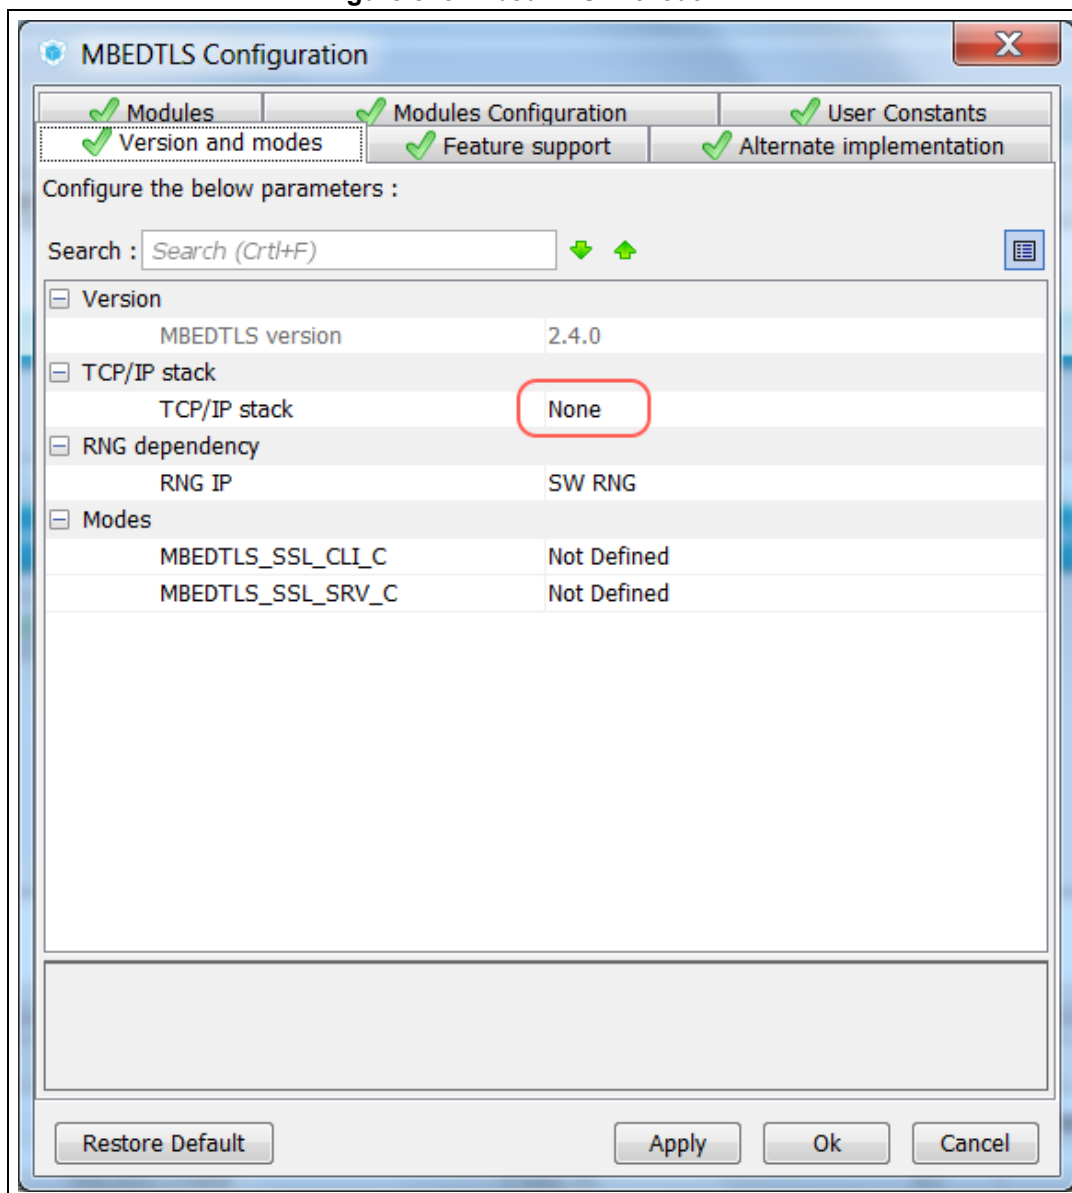 MBEDTLS Configuration
X
Modules Modules Configuration User Constants
Version and modes Feature support Alternate implementation
Configure the below parameters :
Search : Search (Crtl+F)
Version
MBEDTLS version 2.4.0
TCP/IP stack
TCP/IP stack None
RNG dependency
RNG IP SW RNG
Modes
MBEDTLS_SSL_CLI_C Not Defined
MBEDTLS_SSL_SRV_C Not Defined
Restore Default Apply Ok Cancel